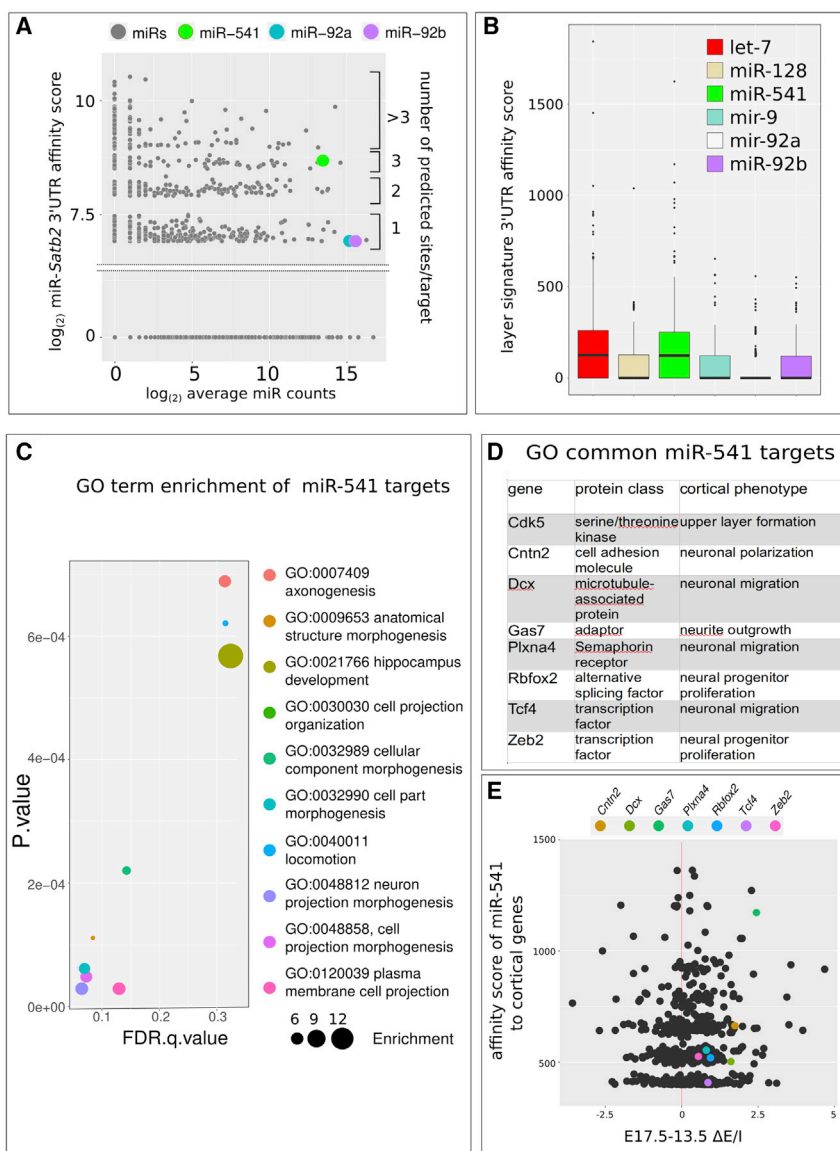 A
miRs miR-541 miR-92a miR-92b
log(2) miR-Satb2 3'UTR affinity score
10
7.5
0
>3
3
2
1
number of predicted sites/target
0 5 10 15
log(2) average miR counts
B
layer signature 3'UTR affinity score
1500
1000
500
0
let-7
miR-128
miR-541
mir-9
mir-92a
miR-92b
C
GO term enrichment of miR-541 targets
P.value
6e-04
4e-04
2e-04
0e+00
0.1 0.2 0.3
FDR.q.value
GO:0007409
axonogenesis
GO:0009653 anatomical
structure morphogenesis
GO:0021766 hippocampus
development
GO:0030030 cell projection
organization
GO:0032989 cellular
component morphogenesis
GO:0032990 cell part
morphogenesis
GO:0040011
locomotion
GO:0048812 neuron
projection morphogenesis
GO:0048858, cell
projection morphogenesis
GO:0120039 plasma
membrane cell projection
6 9 12
Enrichment
D GO common miR-541 targets
gene protein class cortical phenotype
Cdk5 serine/threonine upper layer formation
kinase
Cntn2 cell adhesion neuronal polarization
molecule
Dcx microtubule- neuronal migration
associated
protein
Gas7 adaptor neurite outgrowth
Plxna4 Semaphorin neuronal migration
receptor
Rbfox2 alternative neural progenitor
splicing factor proliferation
Tcf4 transcription neuronal migration
factor
Zeb2 transcription neural progenitor
factor proliferation
E
Cntn2 Dcx Gas7 Plxna4 Rbfox2 Tcf4 Zeb2
affinity score of miR-541
to cortical genes
1500
1000
500
0
-2.5 0 2.5 5
E17.5-13.5 ΔE/I